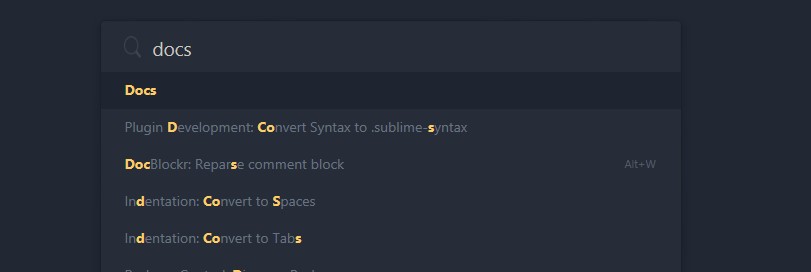 docs
Docs
Plugin Development: Convert Syntax to .sublime-syntax
DocBlockr: Reparse comment block Alt+W
Indentation: Convert to Spaces
Indentation: Convert to Tabs